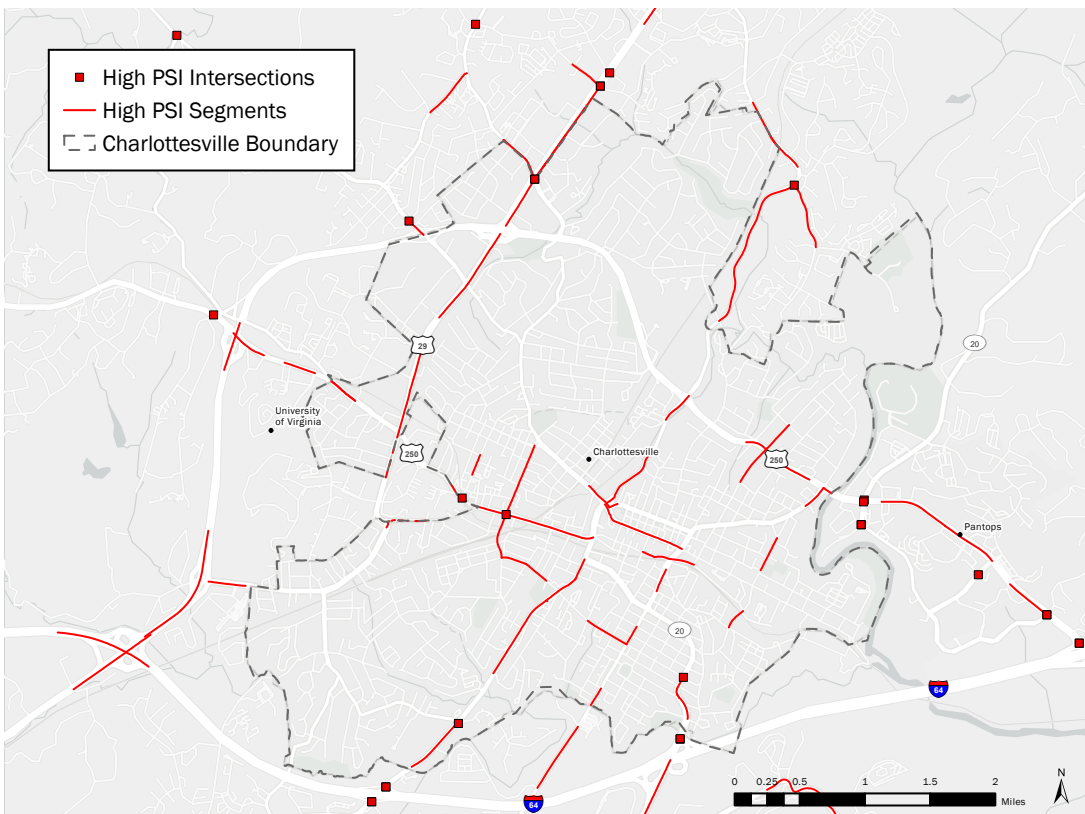 High PSI Intersections
High PSI Segments
Charlottesville Boundary
29
20
University
of Virginia
250
Charlottesville
250
Pantops
20
64
64
0 0.25 0.5 1 1.5 2
Miles
N